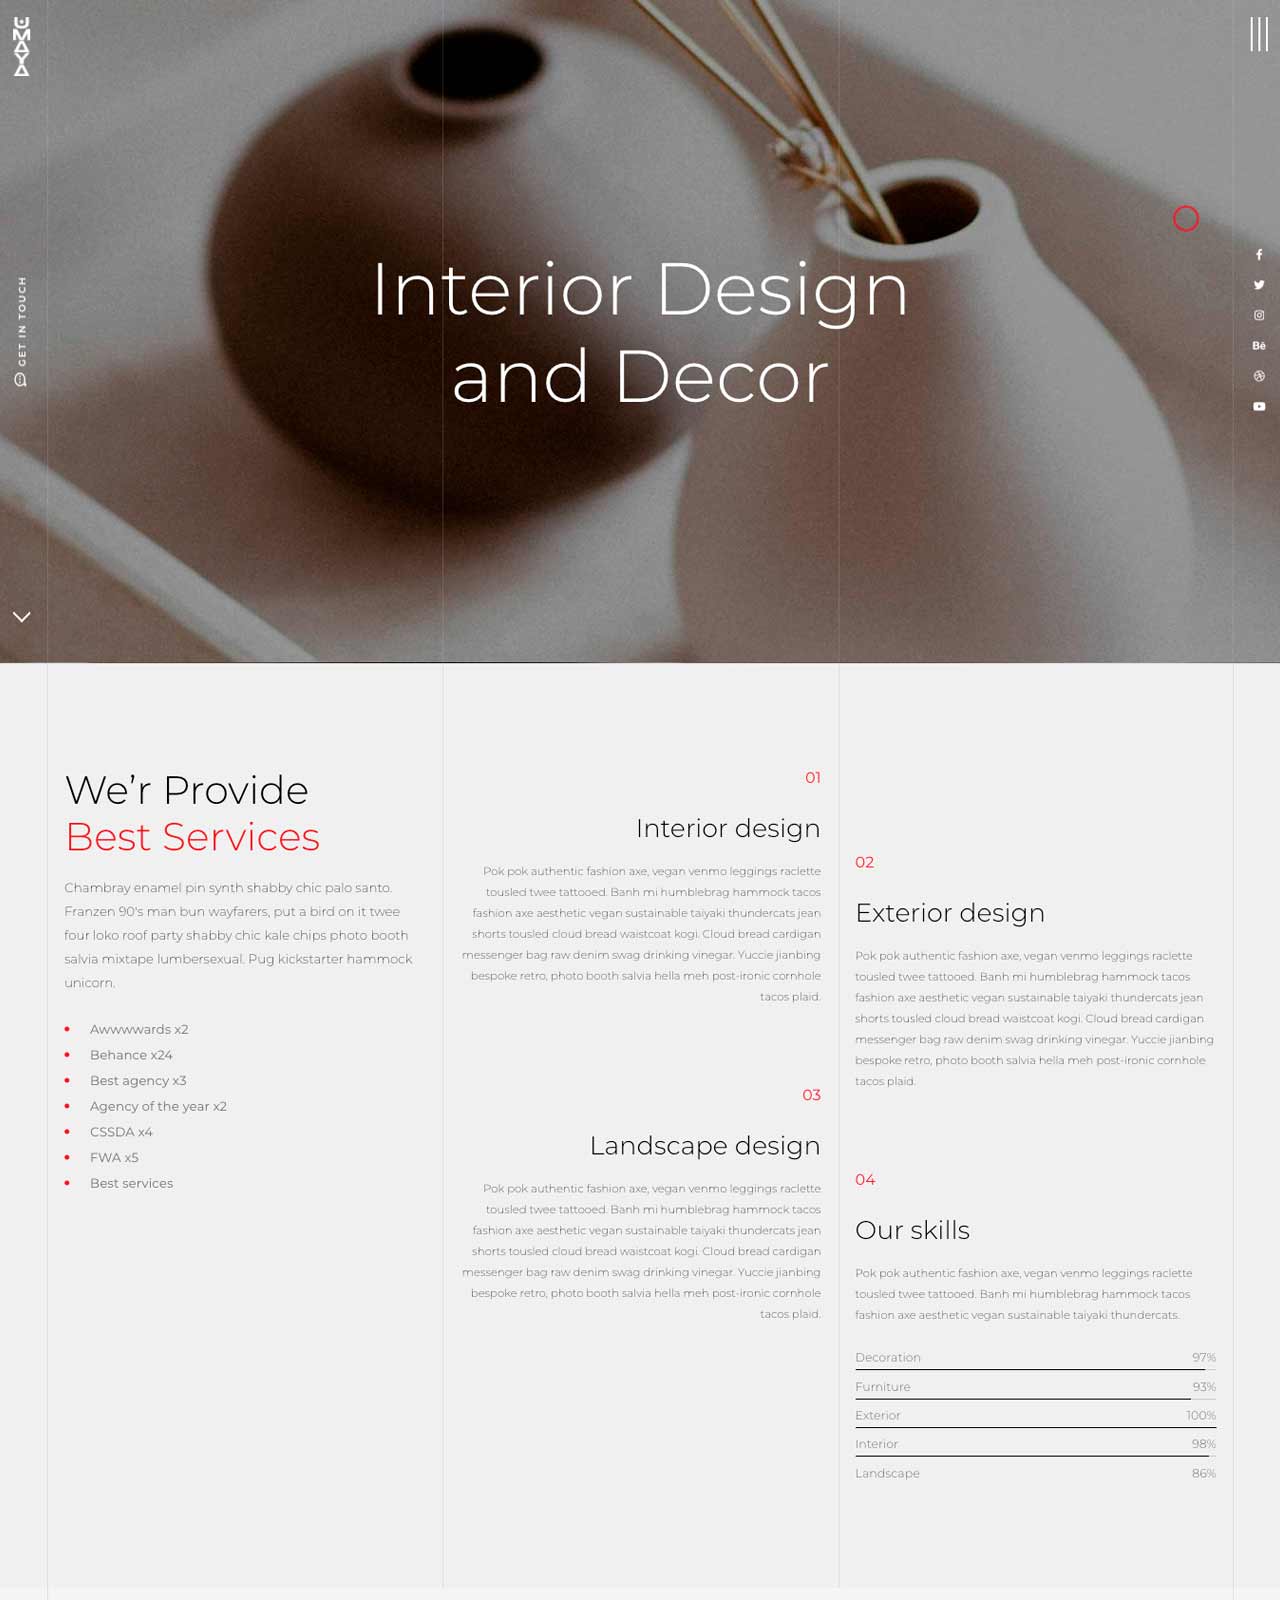 UMAYA
GET IN TOUCH
Bē
Interior Design
and Decor
We’r Provide
Best Services
Chambray enamel pin synth shabby chic palo santo.
Franzen 90's man bun wayfarers, put a bird on it twee
four loko roof party shabby chic kale chips photo booth
salvia mixtape lumbersexual. Pug kickstarter hammock
unicorn.
Awwwwards x2
Behance x24
Best agency x3
Agency of the year x2
CSSDA x4
FWA x5
Best services
01
Interior design
Pok pok authentic fashion axe, vegan venmo leggings raclette
tousled twee tattooed. Banh mi humblebrag hammock tacos
fashion axe aesthetic vegan sustainable taiyaki thundercats jean
shorts tousled cloud bread waistcoat kogi. Cloud bread cardigan
messenger bag raw denim swag drinking vinegar. Yuccie jianbing
bespoke retro, photo booth salvia hella meh post-ironic cornhole
tacos plaid.
02
Exterior design
Pok pok authentic fashion axe, vegan venmo leggings raclette
tousled twee tattooed. Banh mi humblebrag hammock tacos
fashion axe aesthetic vegan sustainable taiyaki thundercats jean
shorts tousled cloud bread waistcoat kogi. Cloud bread cardigan
messenger bag raw denim swag drinking vinegar. Yuccie jianbing
bespoke retro, photo booth salvia hella meh post-ironic cornhole
tacos plaid.
03
Landscape design
Pok pok authentic fashion axe, vegan venmo leggings raclette
tousled twee tattooed. Banh mi humblebrag hammock tacos
fashion axe aesthetic vegan sustainable taiyaki thundercats jean
shorts tousled cloud bread waistcoat kogi. Cloud bread cardigan
messenger bag raw denim swag drinking vinegar. Yuccie jianbing
bespoke retro, photo booth salvia hella meh post-ironic cornhole
tacos plaid.
04
Our skills
Pok pok authentic fashion axe, vegan venmo leggings raclette
tousled twee tattooed. Banh mi humblebrag hammock tacos
fashion axe aesthetic vegan sustainable taiyaki thundercats.
Decoration 97%
Furniture 93%
Exterior 100%
Interior 98%
Landscape 86%